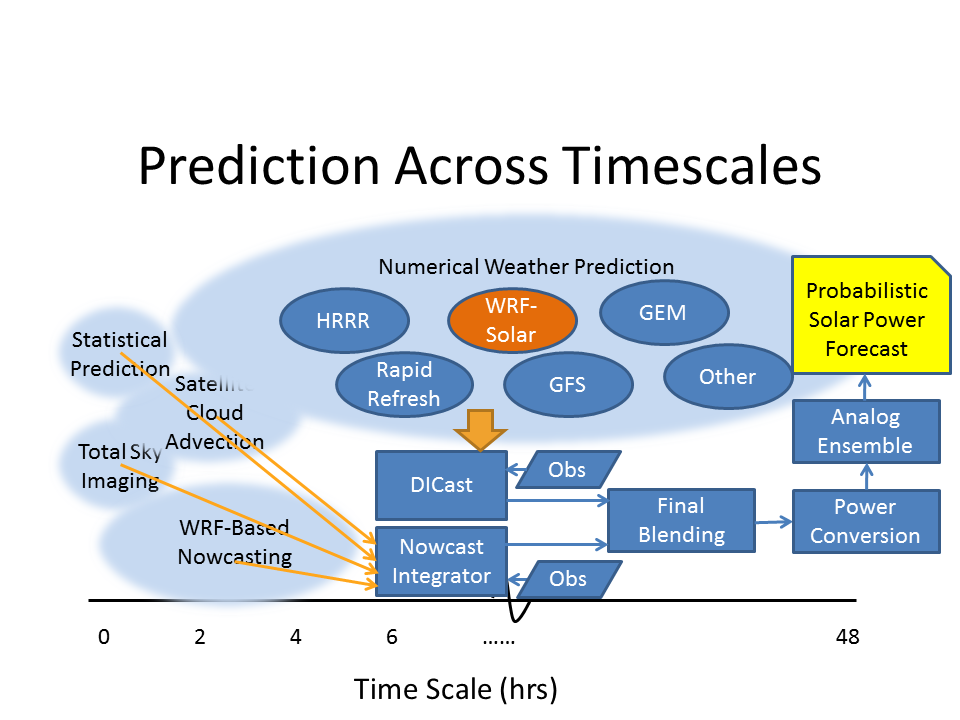 Prediction Across Timescales
Numerical Weather Prediction
HRRR
WRF-
Solar
GEM
Rapid
Refresh
GFS
Other
Probabilistic
Solar Power
Forecast
Statistical
Prediction
Satellite
Cloud
Advection
Total Sky
Imaging
WRF-Based
Nowcasting
DICast
Obs
Nowcast
Integrator
Obs
Final
Blending
Power
Conversion
Analog
Ensemble
0 2 4 6 ...... 48
Time Scale (hrs)